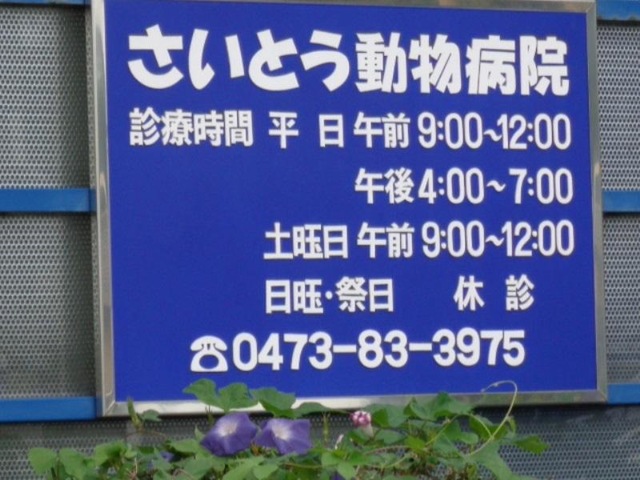 さいとう動物病院
診療時間 平 日 午前 9:00~12:00
午後 4:00~7:00
土曜日 午前 9:00~12:00
日曜・祭日 休 診
☎0473-83-3975